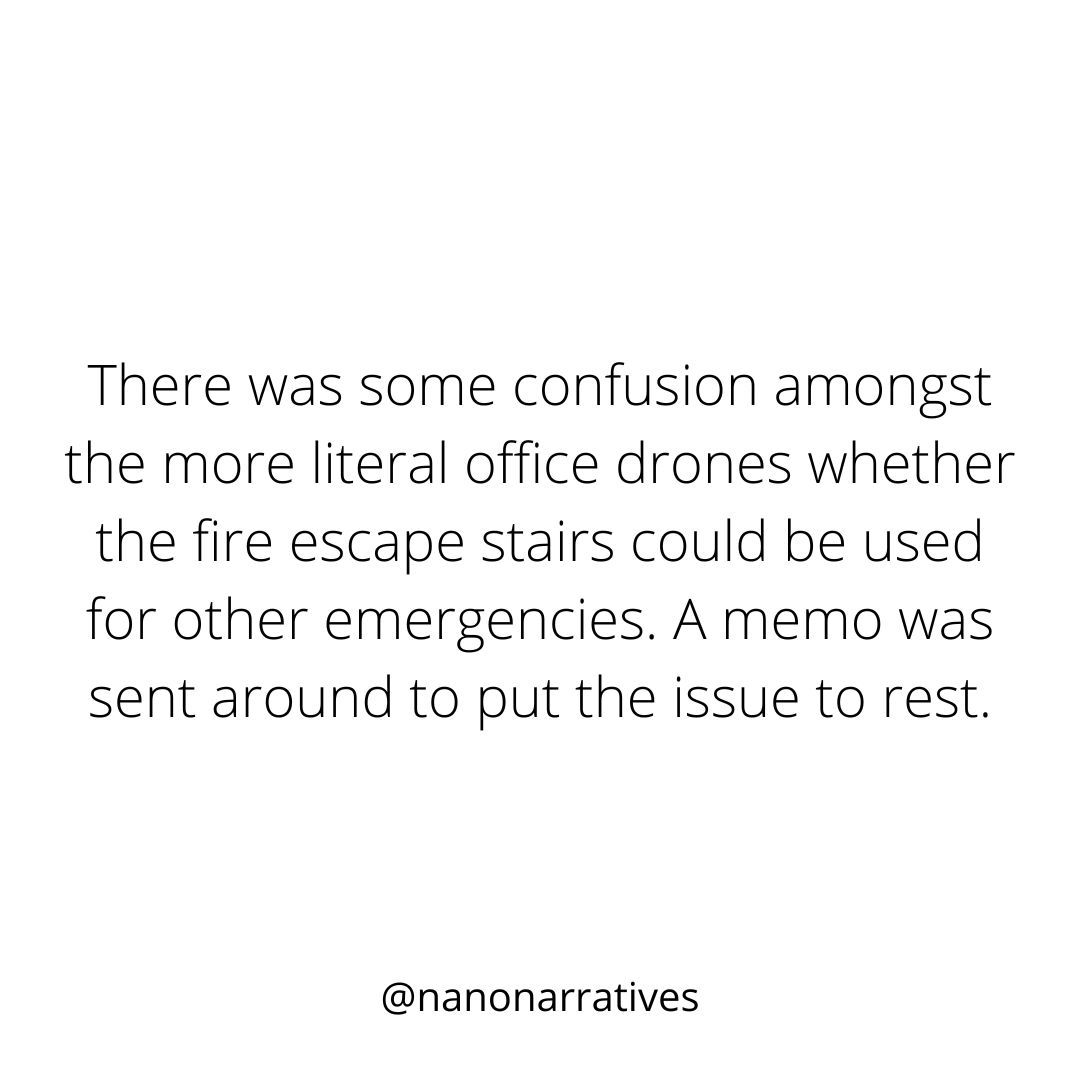 There was some confusion amongst
the more literal office drones whether
the fire escape stairs could be used
for other emergencies. A memo was
sent around to put the issue to rest.
@nanonarratives